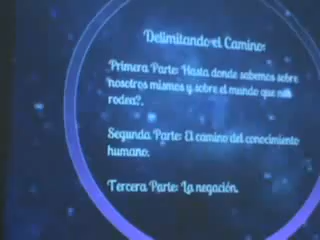 Delimitando el Camino:
Primera Parte: Hasta donde sabemos sobre
nosotros mismos y sobre el mundo que nos
rodea?.
Segunda Parte: El camino del conocimiento
humano.
Tercera Parte: La negación.